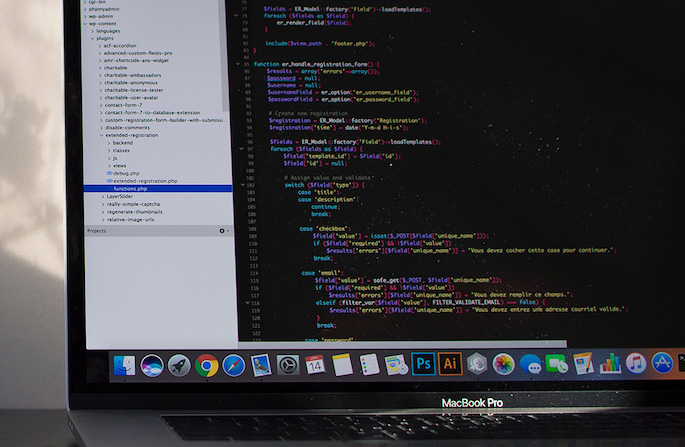 cgi-bin
phpmyadmin
wp-admin
wp-content
languages
plugins
acf-accordion
advanced-custom-fields-pro
amr-shortcode-any-widget
charitable
charitable-ambassadors
charitable-anonymous
charitable-license-tester
charitable-user-avatar
contact-form-7
contact-form-7-to-database-extension
custom-registration-form-builder-with-submiss
disable-comments
extended-registration
backend
classes
js
views
debug.php
extended-registration.php
functions.php
LayerSlider
really-simple-captcha
regenerate-thumbnails
relative-image-urls
Projects
$fields = ER_Model::factory('Field')->loadTemplates();
foreach ($fields as $field) {
er_render_field($field);
}
include($view_path . 'footer.php');
}
function er_handle_registration_form() {
$results = array('errors'=>array());
$password = null;
$username = null;
$usernameField = er_option('er_username_field');
$passwordField = er_option('er_password_field');
# Create new registration
$registration = ER_Model::factory('Registration');
$registration['time'] = date('Y-m-d H-i-s');
$fields = ER_Model::factory('Field')->loadTemplates();
foreach ($fields as $field) {
$field['template_id'] = $field['id'];
$field['id'] = null;
# Assign value and validate
switch ($field['type']) {
case 'title':
case 'description':
continue;
break;
case 'checkbox':
$field['value'] = isset($_POST[$field['unique_name']]);
if ($field['required'] && !$field['value'])
$results['errors'][$field['unique_name']] = 'Vous devez cocher cette case pour continuer.';
break;
case 'email':
$field['value'] = safe_get($_POST, $field['unique_name']);
if ($field['required'] && !$field['value'])
$results['errors'][$field['unique_name']] = 'Vous devez remplir ce champs.';
elseif (filter_var($field['value'], FILTER_VALIDATE_EMAIL) === false) {
$results['errors'][$field['unique_name']] = 'Vous devez entrez une adresse courriel valide.';
}
break;
case 'password':
14
Ps
Ai
MacBook Pro